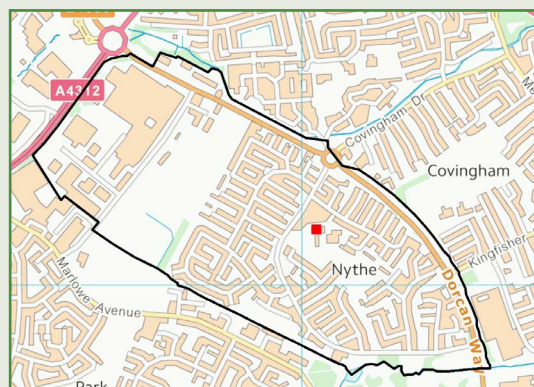 A4312
Covingham Dr
Covingham
Kingfisher
Nythe
Dorcan Way
Marlowe Avenue
Park